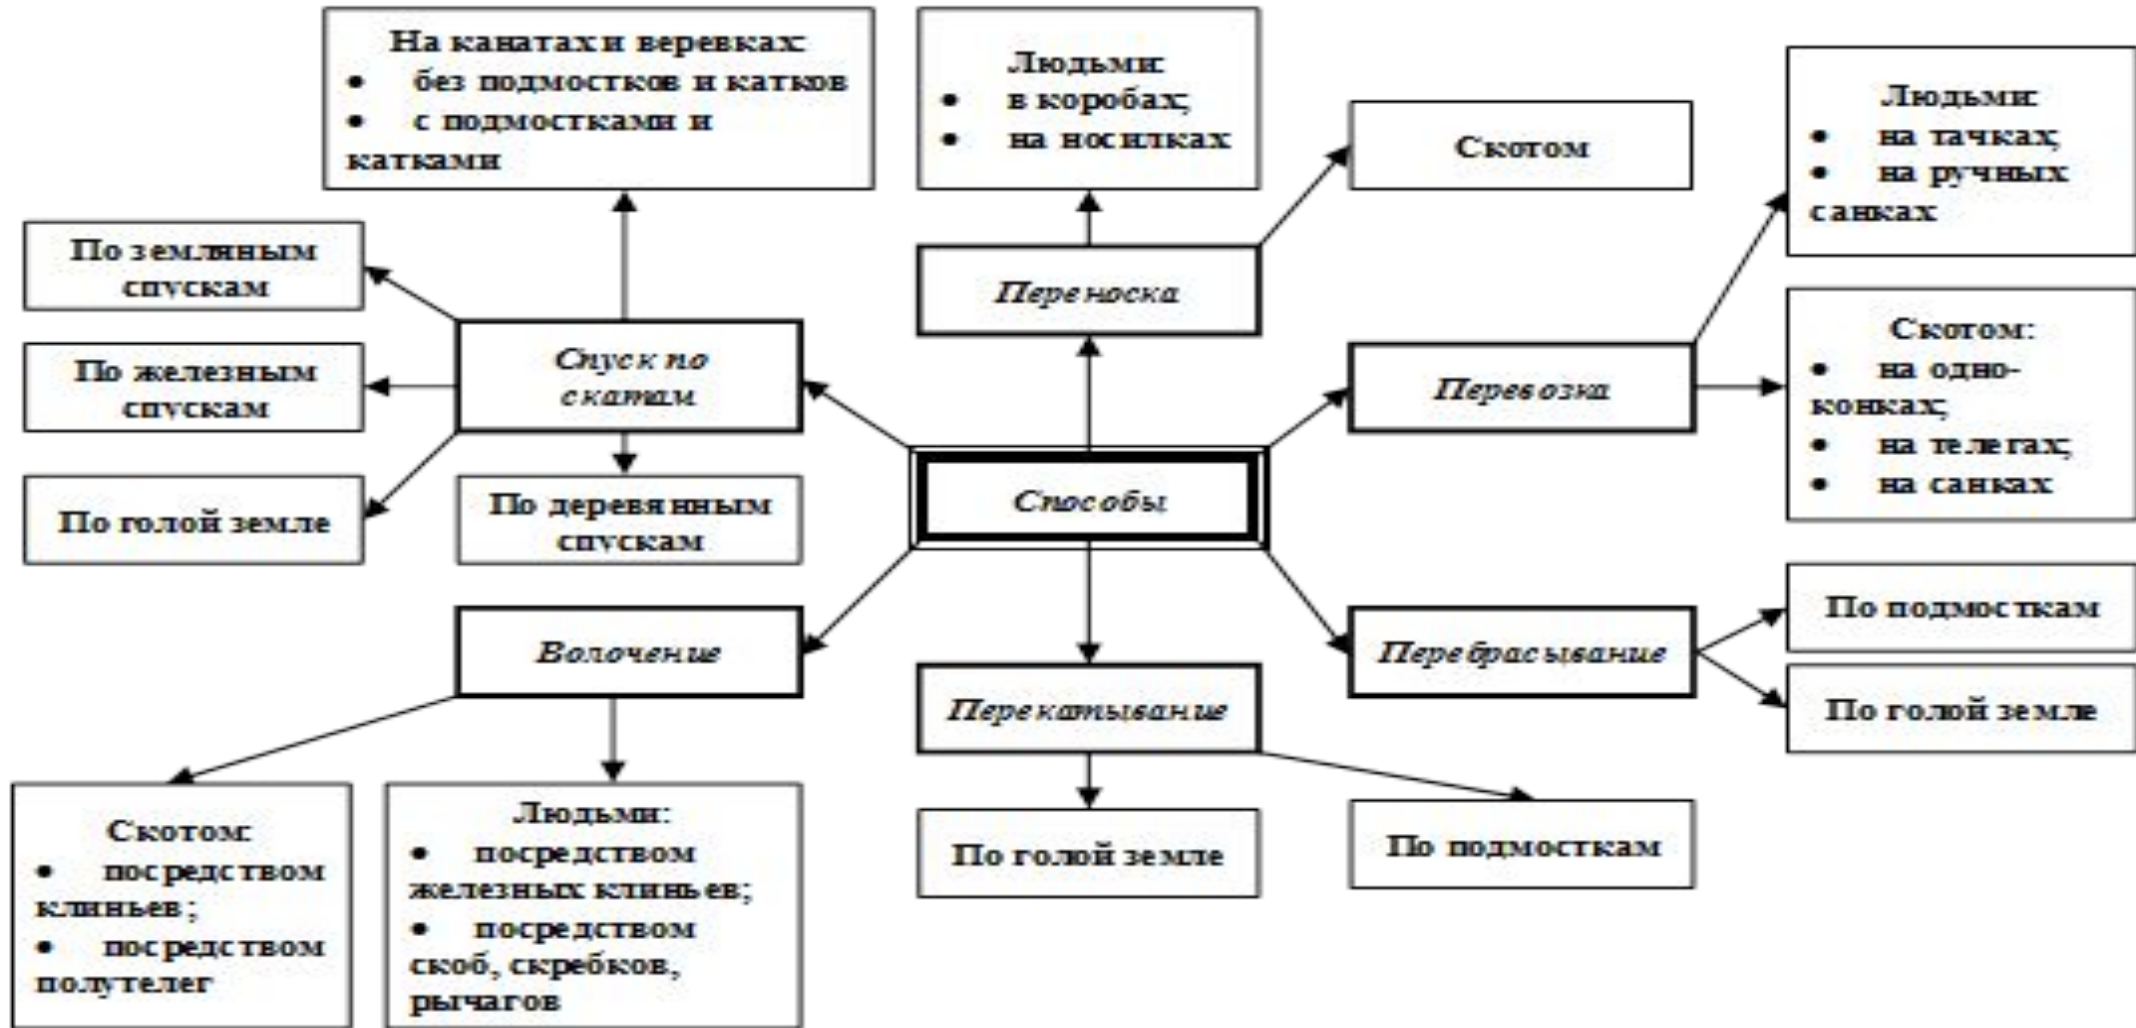 На канатах и веревках:
• без подмостков и катков
• с подмостками и
катками
Людьми:
• в коробах;
• на носилках
Скотом
Людьми:
• на тачках;
• на ручных
санках
По земляным
спускам
Переноска
Спуск по
скатам
По железным
спускам
Перевозка
Скотом:
• на одно-
конках;
• на телегах;
• на санках
По голой земле
По деревянным
спускам
Способы
Волочение
Перекатывание
Перебрасывание
По подмосткам
По голой земле
Скотом:
• посредством
клиньев;
• посредством
полутелег
Людьми:
• посредством
железных клиньев;
• посредством
скоб, скребков,
рычагов
По голой земле
По подмосткам